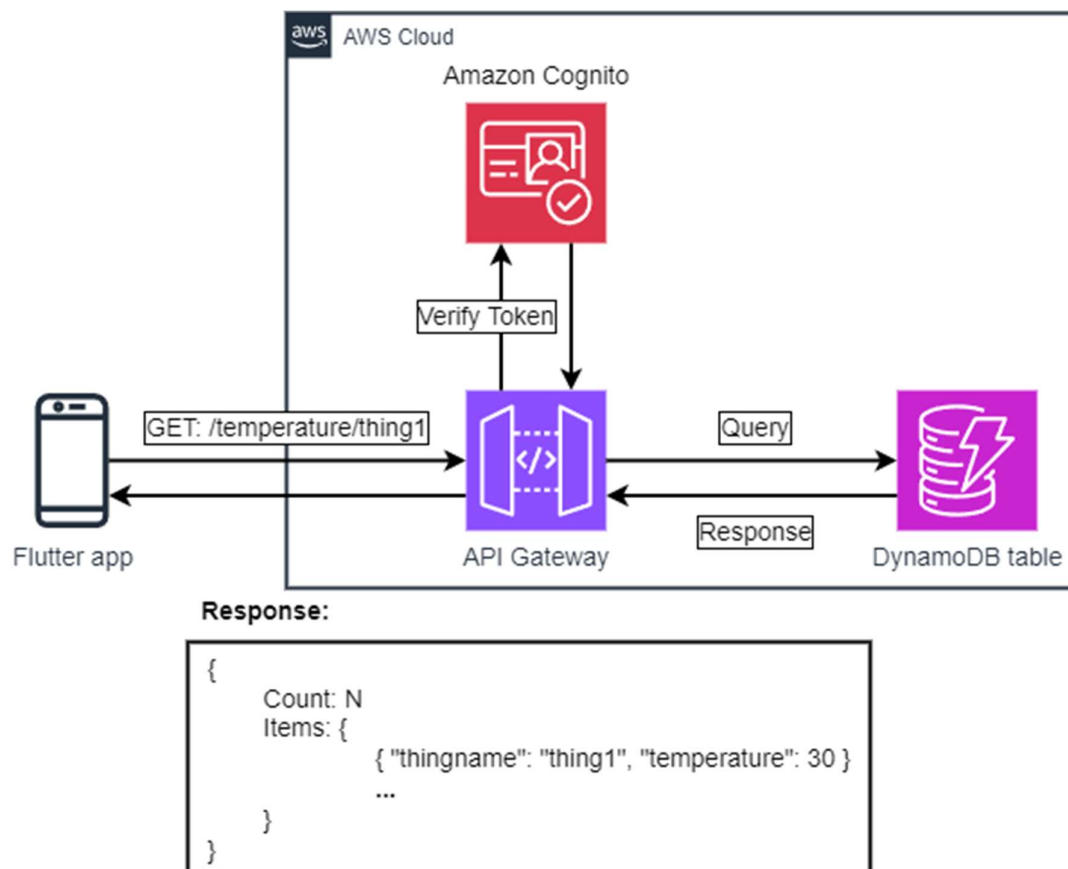 aws
AWS Cloud
Amazon Cognito
Verify Token
GET: /temperature/thing1
Query
Response
Flutter app
API Gateway
DynamoDB table
Response:
{
Count: N
Items: {
{ "thingname": "thing1", "temperature": 30 }
...
}
}